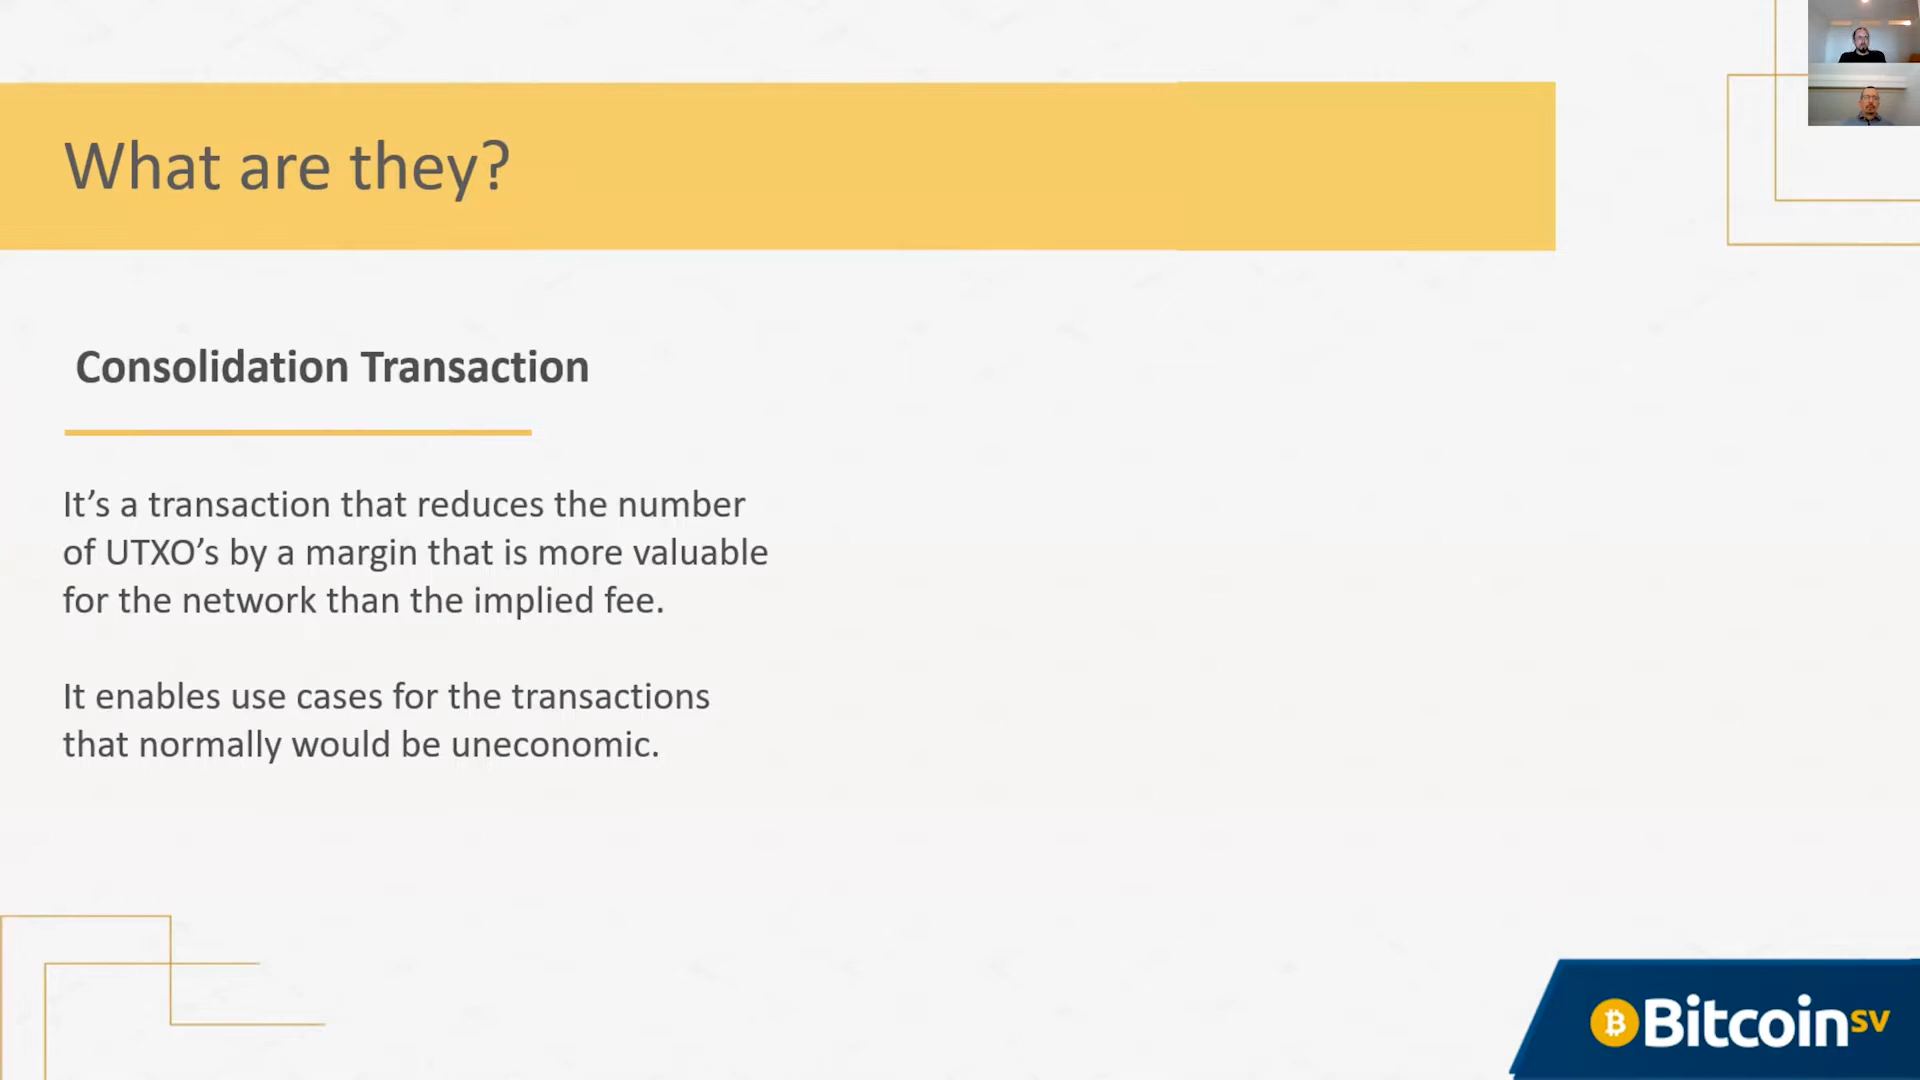 What are they?
Consolidation Transaction
It’s a transaction that reduces the number
of UTXO’s by a margin that is more valuable
for the network than the implied fee.
It enables use cases for the transactions
that normally would be uneconomic.
BitcoinSV